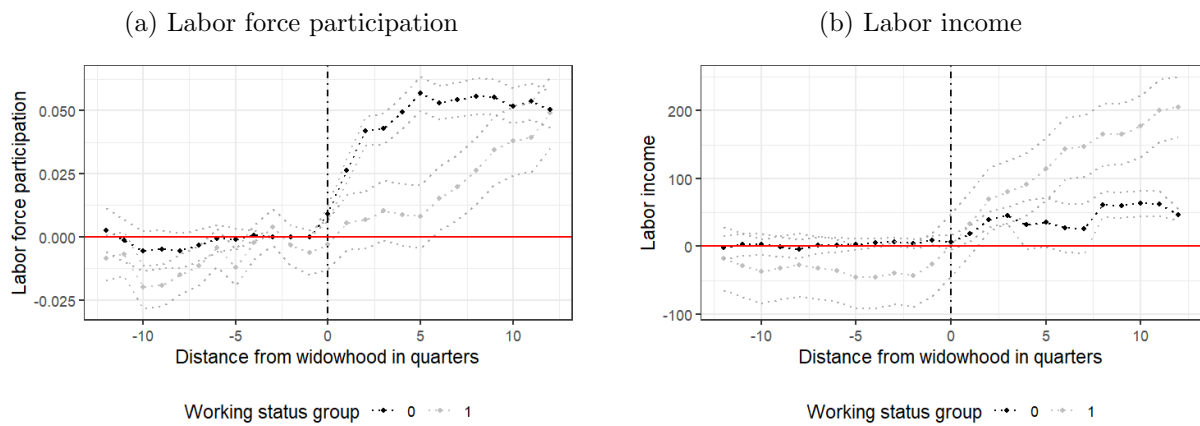 (a) Labor force participation
(b) Labor income
Labor force participation
0.050
0.025
0.000
-0.025
-10
-5
0
5
10
Distance from widowhood in quarters
Working status group 0 1
Labor income
200
100
0
-100
-10
-5
0
5
10
Distance from widowhood in quarters
Working status group 0 1